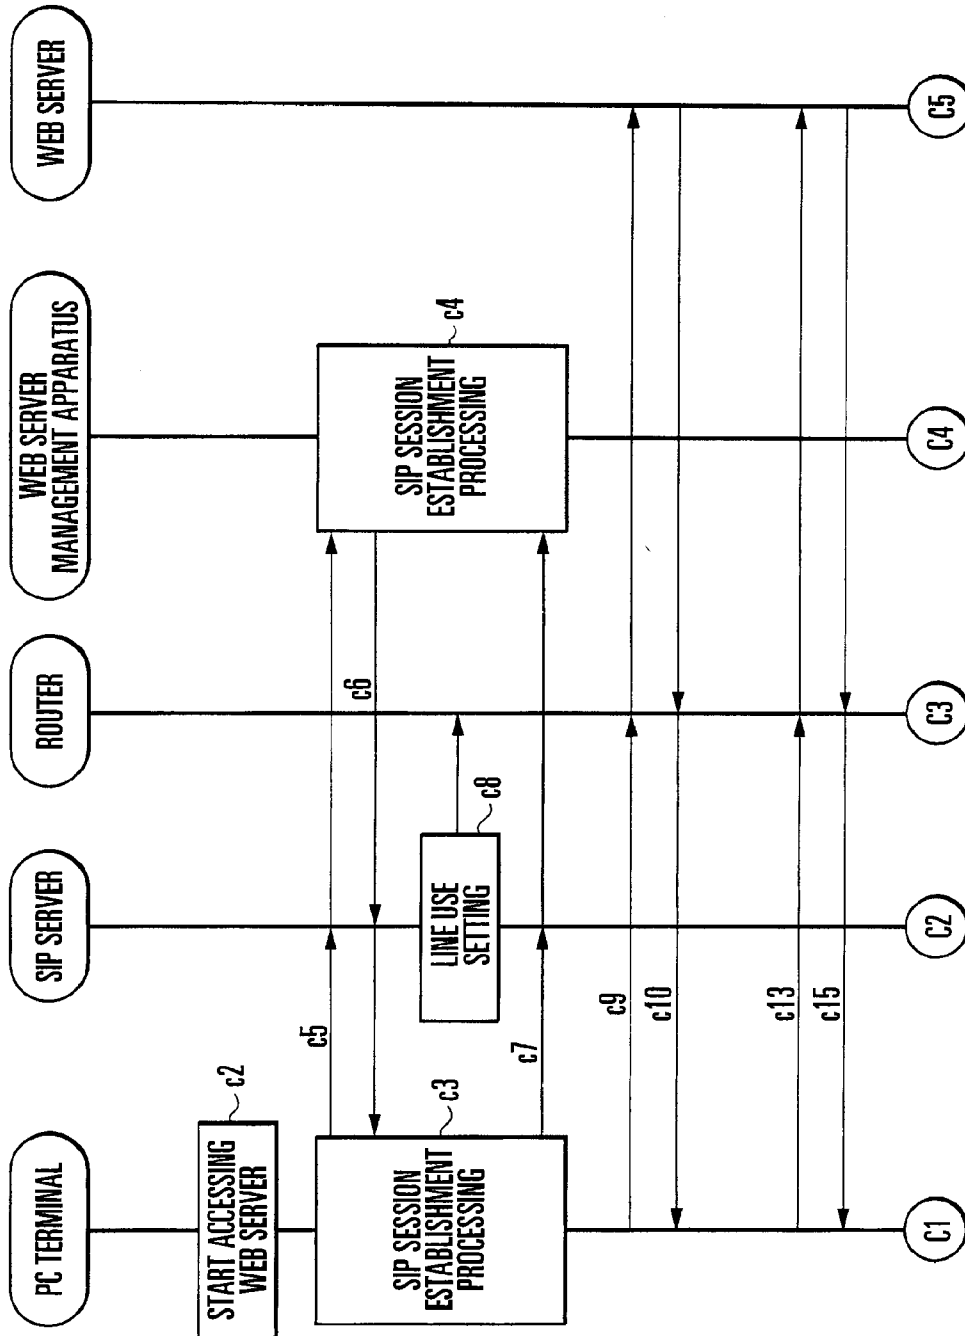 PC TERMINAL
SIP SERVER
ROUTER
WEB SERVER
MANAGEMENT APPARATUS
WEB SERVER
START ACCESSING
WEB SERVER
c2
SIP SESSION
ESTABLISHMENT
PROCESSING
c3
SIP SESSION
ESTABLISHMENT
PROCESSING
c4
c5
c6
LINE USE
SETTING
c8
c7
c9
c10
c13
c15
C1
C2
C3
C4
C5